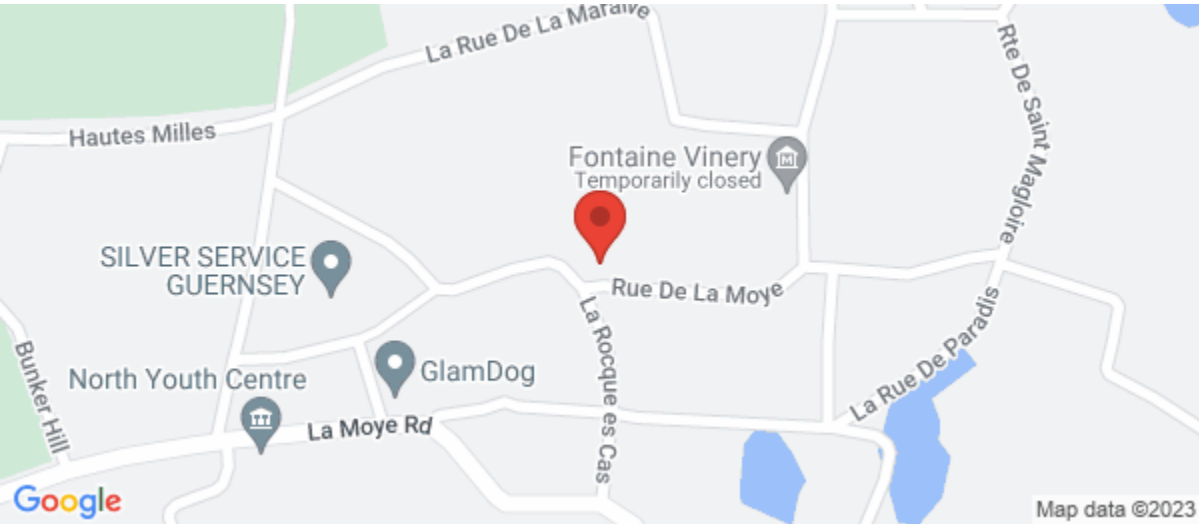 La Rue De La Maraive
Rte De Saint Magloire
Hautes Milles
Fontaine Vinery
Temporarily closed
SILVER SERVICE
GUERNSEY
Rue De La Moye
La Rocque es Cas
La Rue De Paradis
Bunker Hill
North Youth Centre
GlamDog
La Moye Rd
Google
Map data ©2023